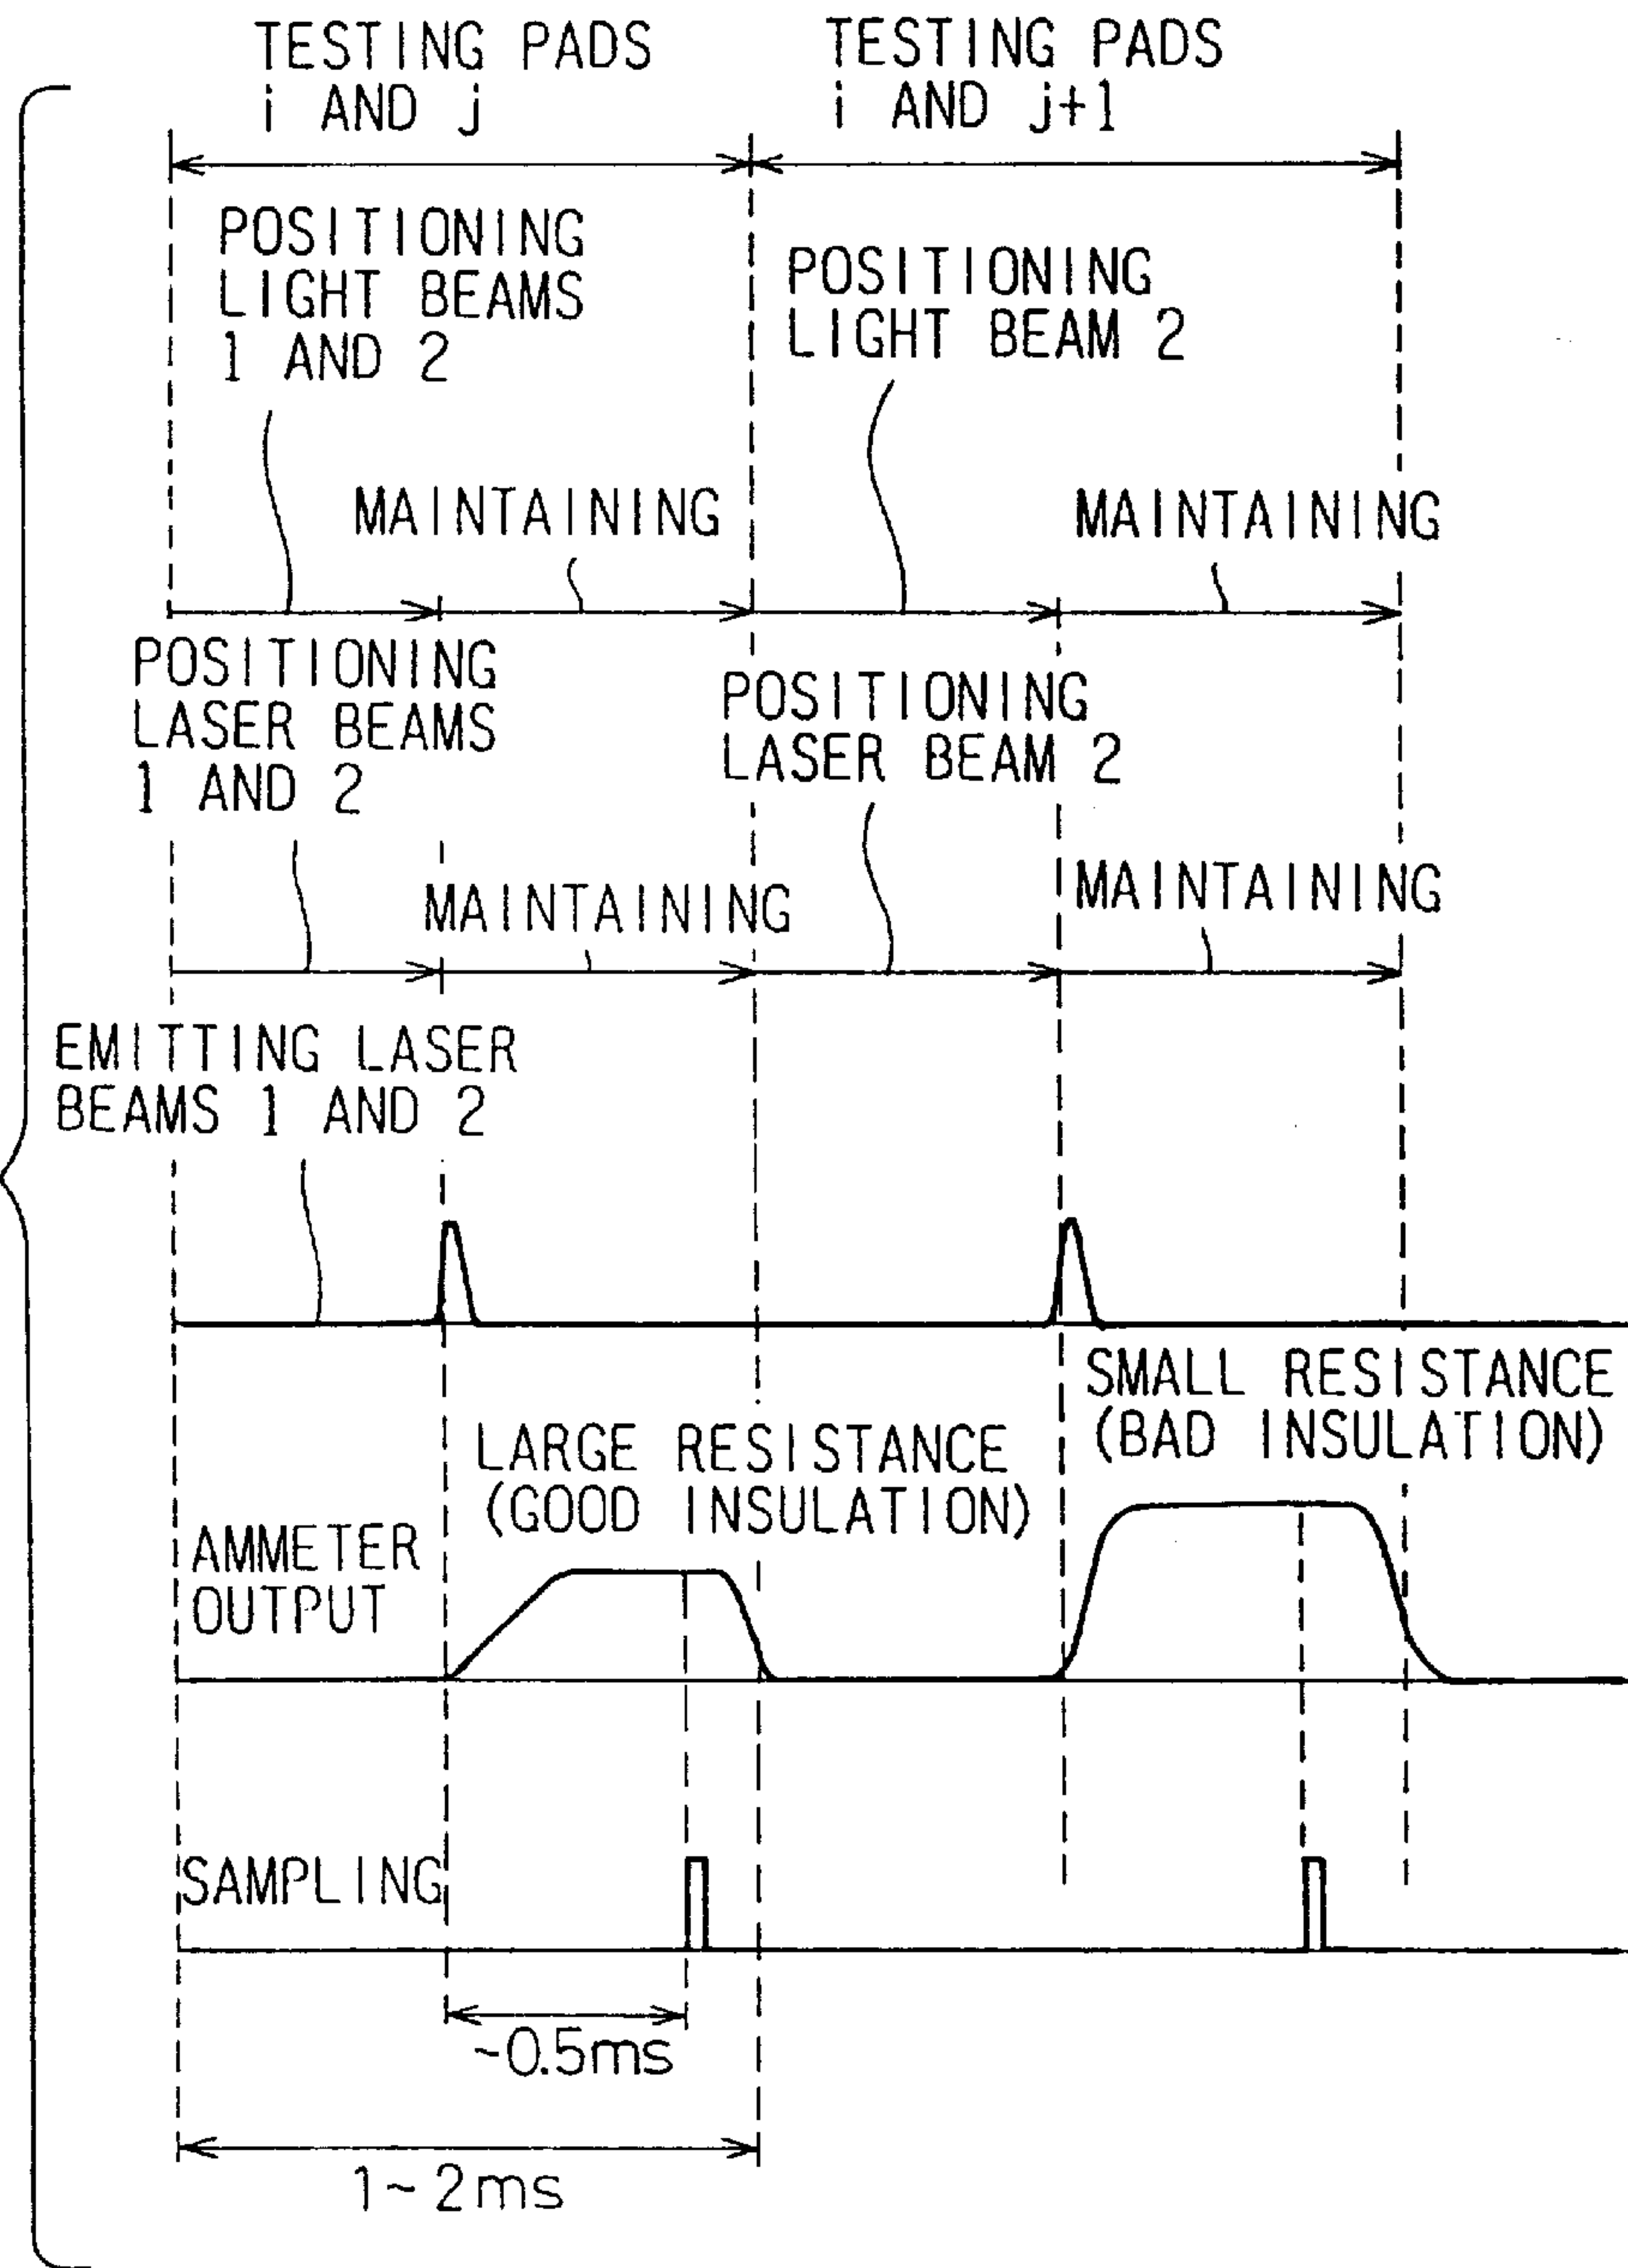 TESTING PADS
i AND j
TESTING PADS
i AND j+1
POSITIONING
LIGHT BEAMS
1 AND 2
POSITIONING
LIGHT BEAM 2
MAINTAINING
MAINTAINING
POSITIONING
LASER BEAMS
1 AND 2
POSITIONING
LASER BEAM 2
MAINTAINING
MAINTAINING
EMITTING LASER
BEAMS 1 AND 2
SMALL RESISTANCE
(BAD INSULATION)
LARGE RESISTANCE
(GOOD INSULATION)
AMMETER
OUTPUT
SAMPLING
~0.5ms
1~2ms